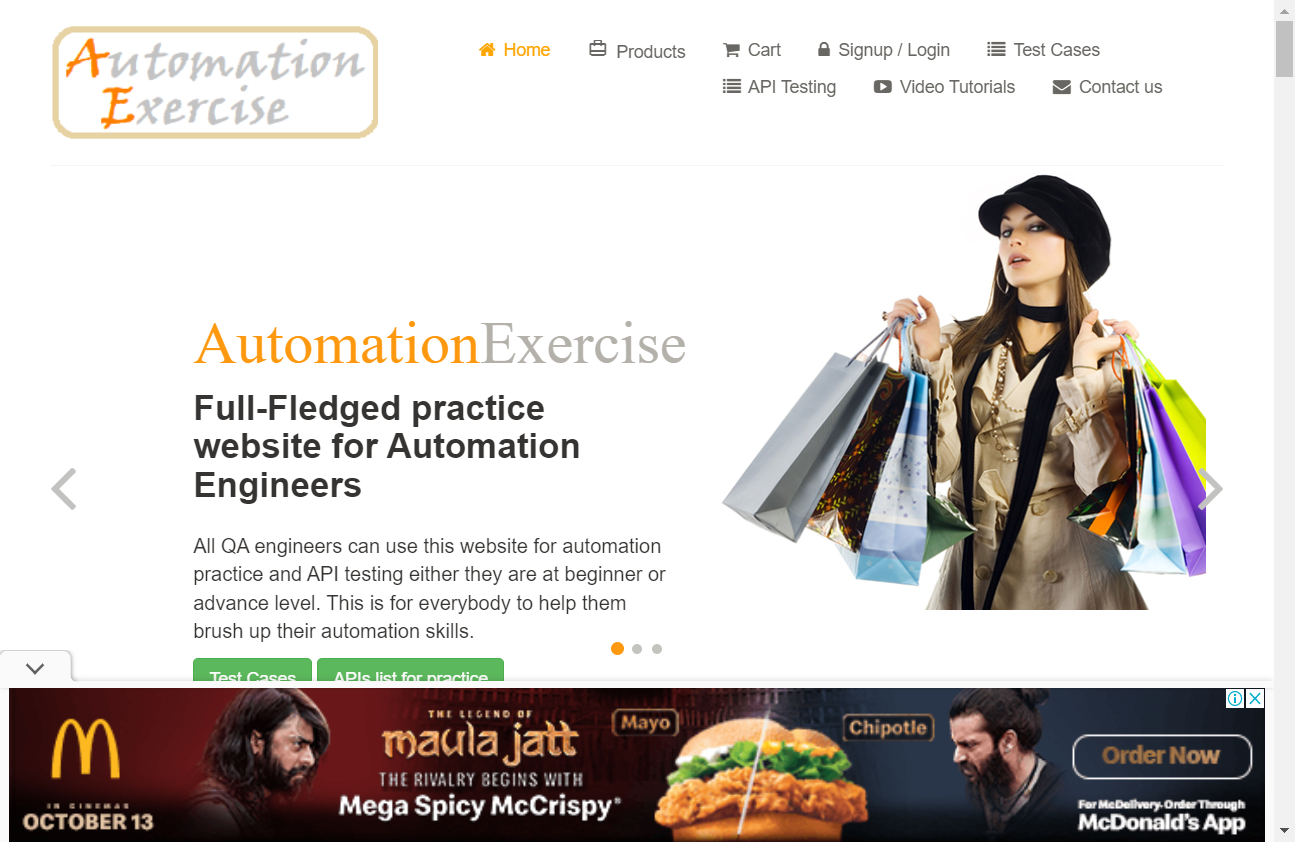 Automation
Exercise
Home Products Cart Signup / Login Test Cases
API Testing Video Tutorials Contact us
AutomationExercise
Full-Fledged practice
website for Automation
Engineers
All QA engineers can use this website for automation
practice and API testing either they are at beginner or
advance level. This is for everybody to help them
brush up their automation skills.
Test Cases APIs list for practice
IN CINEMAS
OCTOBER 13
THE LEGEND OF
maula jatt
THE RIVALRY BEGINS WITH
Mega Spicy McCrispy®
Mayo
Chipotle
Order Now
For McDelivery-Order Through
McDonald's App